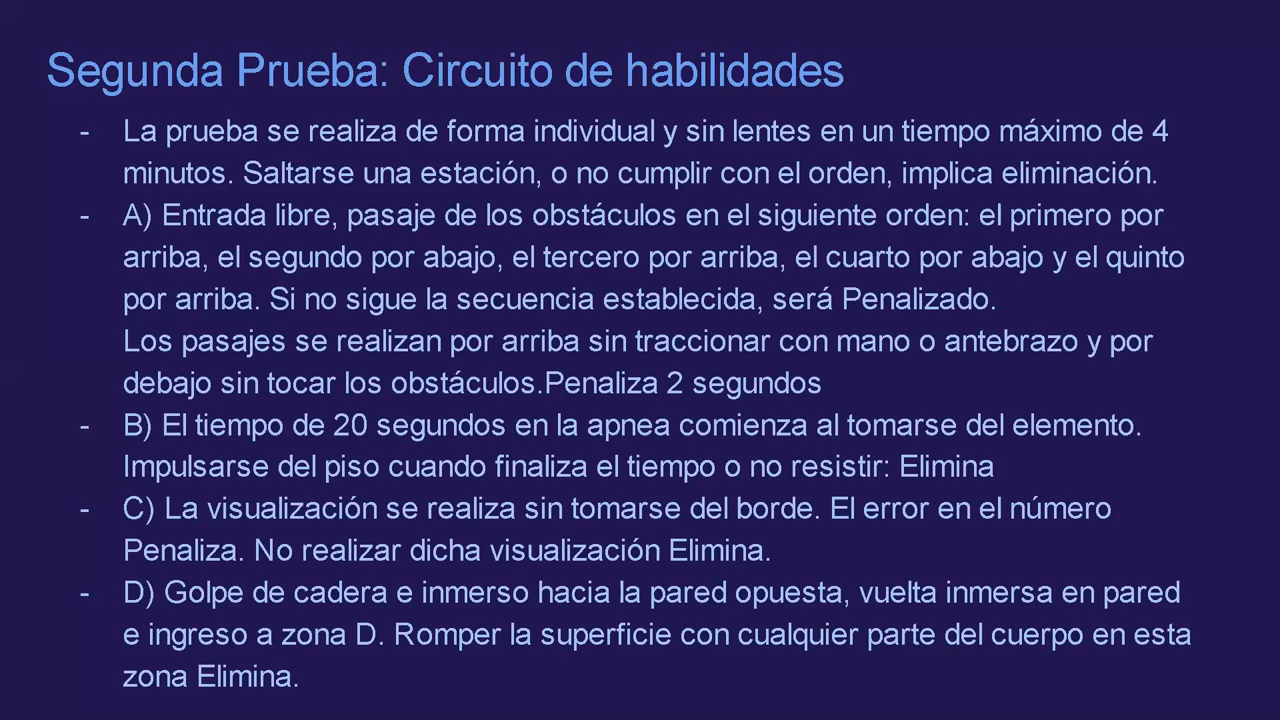 Segunda Prueba: Circuito de habilidades
- La prueba se realiza de forma individual y sin lentes en un tiempo máximo de 4
minutos. Saltarse una estación, o no cumplir con el orden, implica eliminación.
- A) Entrada libre, pasaje de los obstáculos en el siguiente orden: el primero por
arriba, el segundo por abajo, el tercero por arriba, el cuarto por abajo y el quinto
por arriba. Si no sigue la secuencia establecida, será Penalizado.
Los pasajes se realizan por arriba sin traccionar con mano o antebrazo y por
debajo sin tocar los obstáculos.Penaliza 2 segundos
- B) El tiempo de 20 segundos en la apnea comienza al tomarse del elemento.
Impulsarse del piso cuando finaliza el tiempo o no resistir: Elimina
- C) La visualización se realiza sin tomarse del borde. El error en el número
Penaliza. No realizar dicha visualización Elimina.
- D) Golpe de cadera e inmerso hacia la pared opuesta, vuelta inmersa en pared
e ingreso a zona D. Romper la superficie con cualquier parte del cuerpo en esta
zona Elimina.